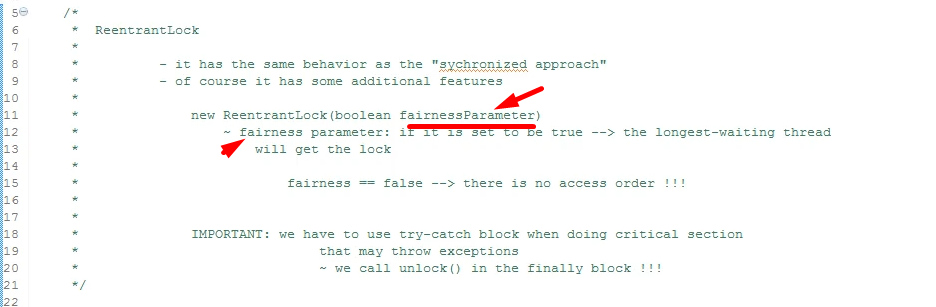 5 /*
6 * ReentrantLock
7 *
8 * - it has the same behavior as the "sychronized approach"
9 * - of course it has some additional features
10 *
11 * new ReentrantLock(boolean fairnessParameter)
12 * ~ fairness parameter: if it is set to be true --> the longest-waiting thread
13 * will get the lock
14 *
15 * fairness == false --> there is no access order !!!
16 *
17 *
18 * IMPORTANT: we have to use try-catch block when doing critical section
19 * that may throw exceptions
20 * ~ we call unlock() in the finally block !!!
21 */
22